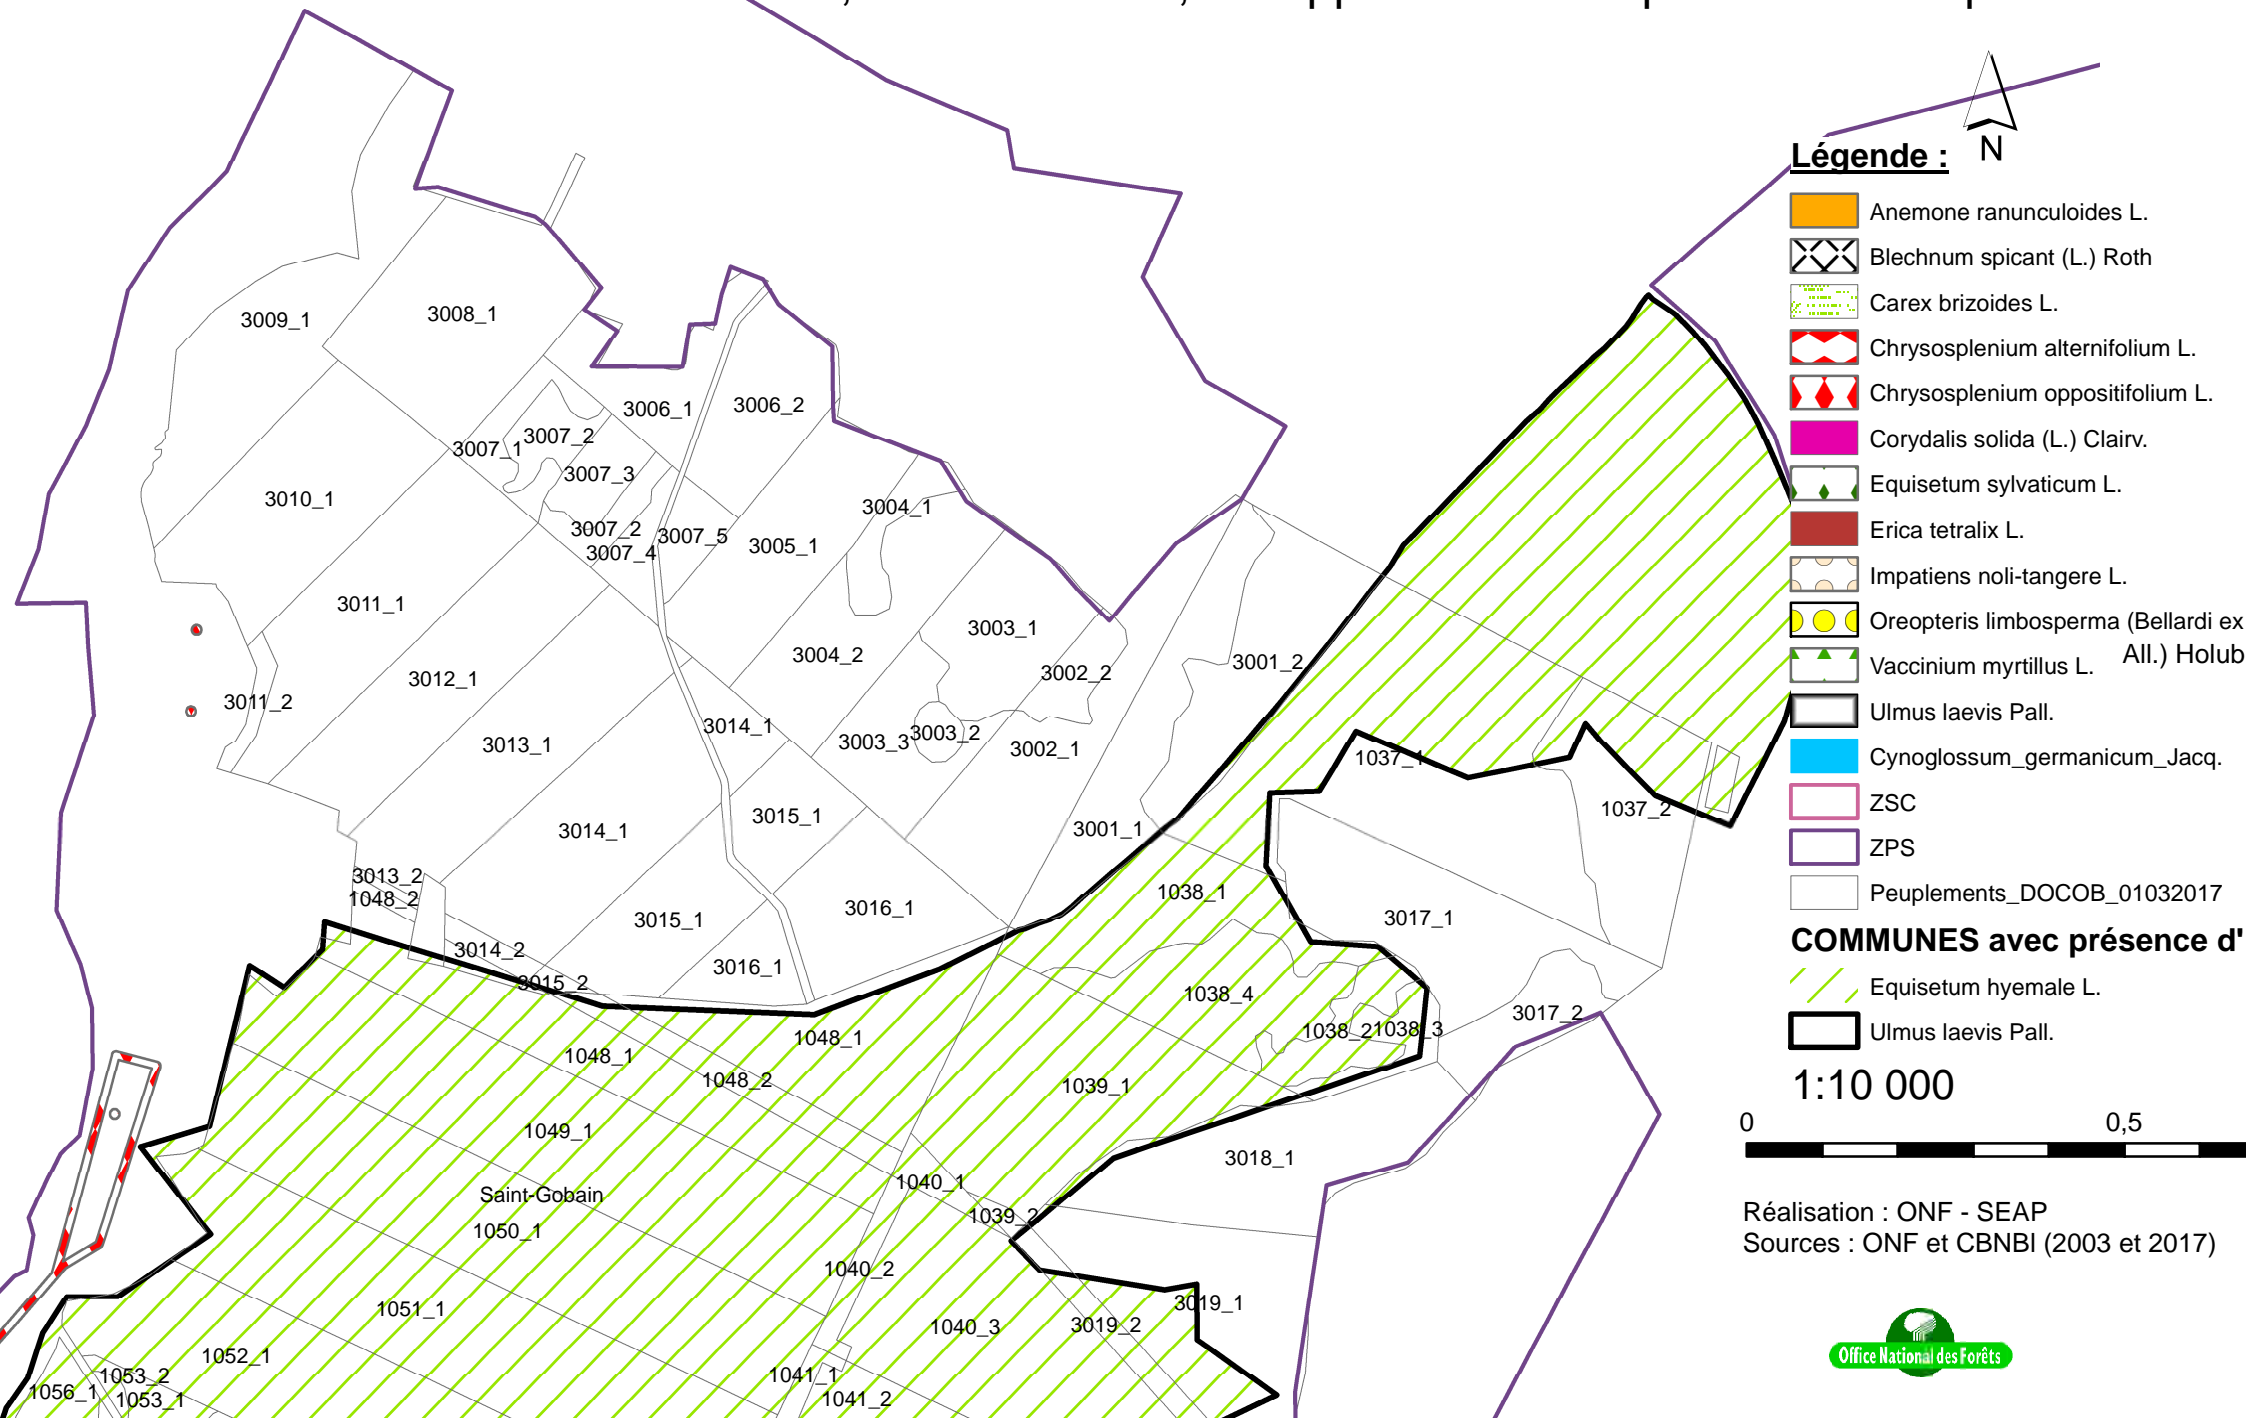 N
Légende :
Anemone ranunculoides L.
Blechnum spicant (L.) Roth
Carex brizoides L.
Chrysosplenium alternifolium L.
Chrysosplenium oppositifolium L.
Corydalis solida (L.) Clairv.
Equisetum sylvaticum L.
Erica tetralix L.
Impatiens noli-tangere L.
Oreopteris limbosperma (Bellardi ex
All.) Holub
Vaccinium myrtillus L.
Ulmus laevis Pall.
Cynoglossum_germanicum_Jacq.
ZSC
ZPS
Peuplements_DOCOB_01032017
COMMUNES avec présence d'
Equisetum hyemale L.
Ulmus laevis Pall.
1:10 000
0 0,5
Réalisation : ONF - SEAP
Sources : ONF et CBNBl (2003 et 2017)
Office National des Forêts
3009_1
3008_1
3006_1
3006_2
3007_1
3007_2
3007_3
3010_1
3004_1
3007_2
3007_5
3007_4
3005_1
3011_1
3003_1
3004_2
3001_2
3002_2
3012_1
3011_2
3014_1
3013_1
3003_3
3003_2
3002_1
1037_1
1037_2
3015_1
3014_1
3001_1
3013_2
1048_2
1038_1
3016_1
3015_1
3017_1
3014_2
3016_1
3015_2
1038_4
3017_2
1038_2
1038_3
1048_1
1048_1
1048_2
1039_1
1049_1
3018_1
1040_1
Saint-Gobain
1039_2
1050_1
1040_2
3019_1
1051_1
1040_3
3019_2
1052_1
1053_2
1041_1
1056_1
1053_1
1041_2